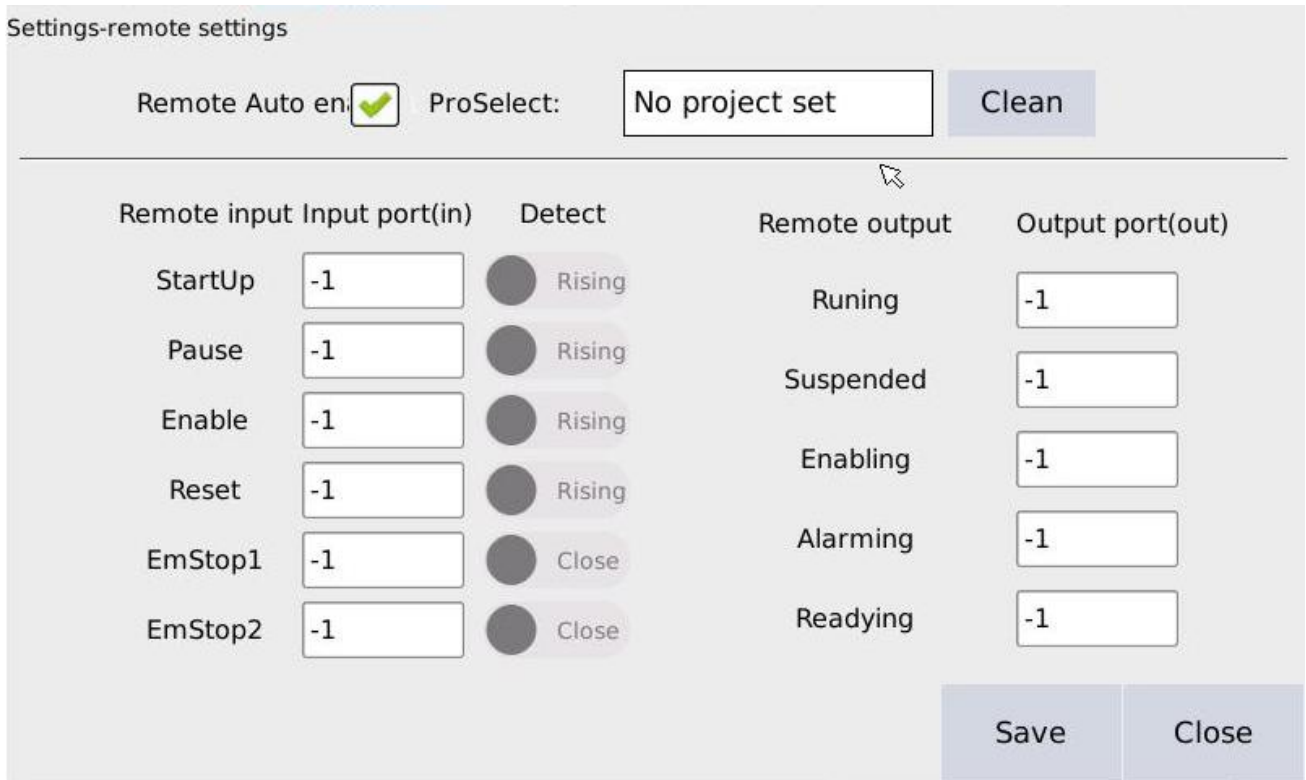 Settings-remote settings
Remote Auto ena ProSelect: No project set Clean
Remote input Input port(in) Detect
StartUp -1 Rising
Pause -1 Rising
Enable -1 Rising
Reset -1 Rising
EmStop1 -1 Close
EmStop2 -1 Close
Remote output Output port(out)
Runing -1
Suspended -1
Enabling -1
Alarming -1
Readying -1
Save Close